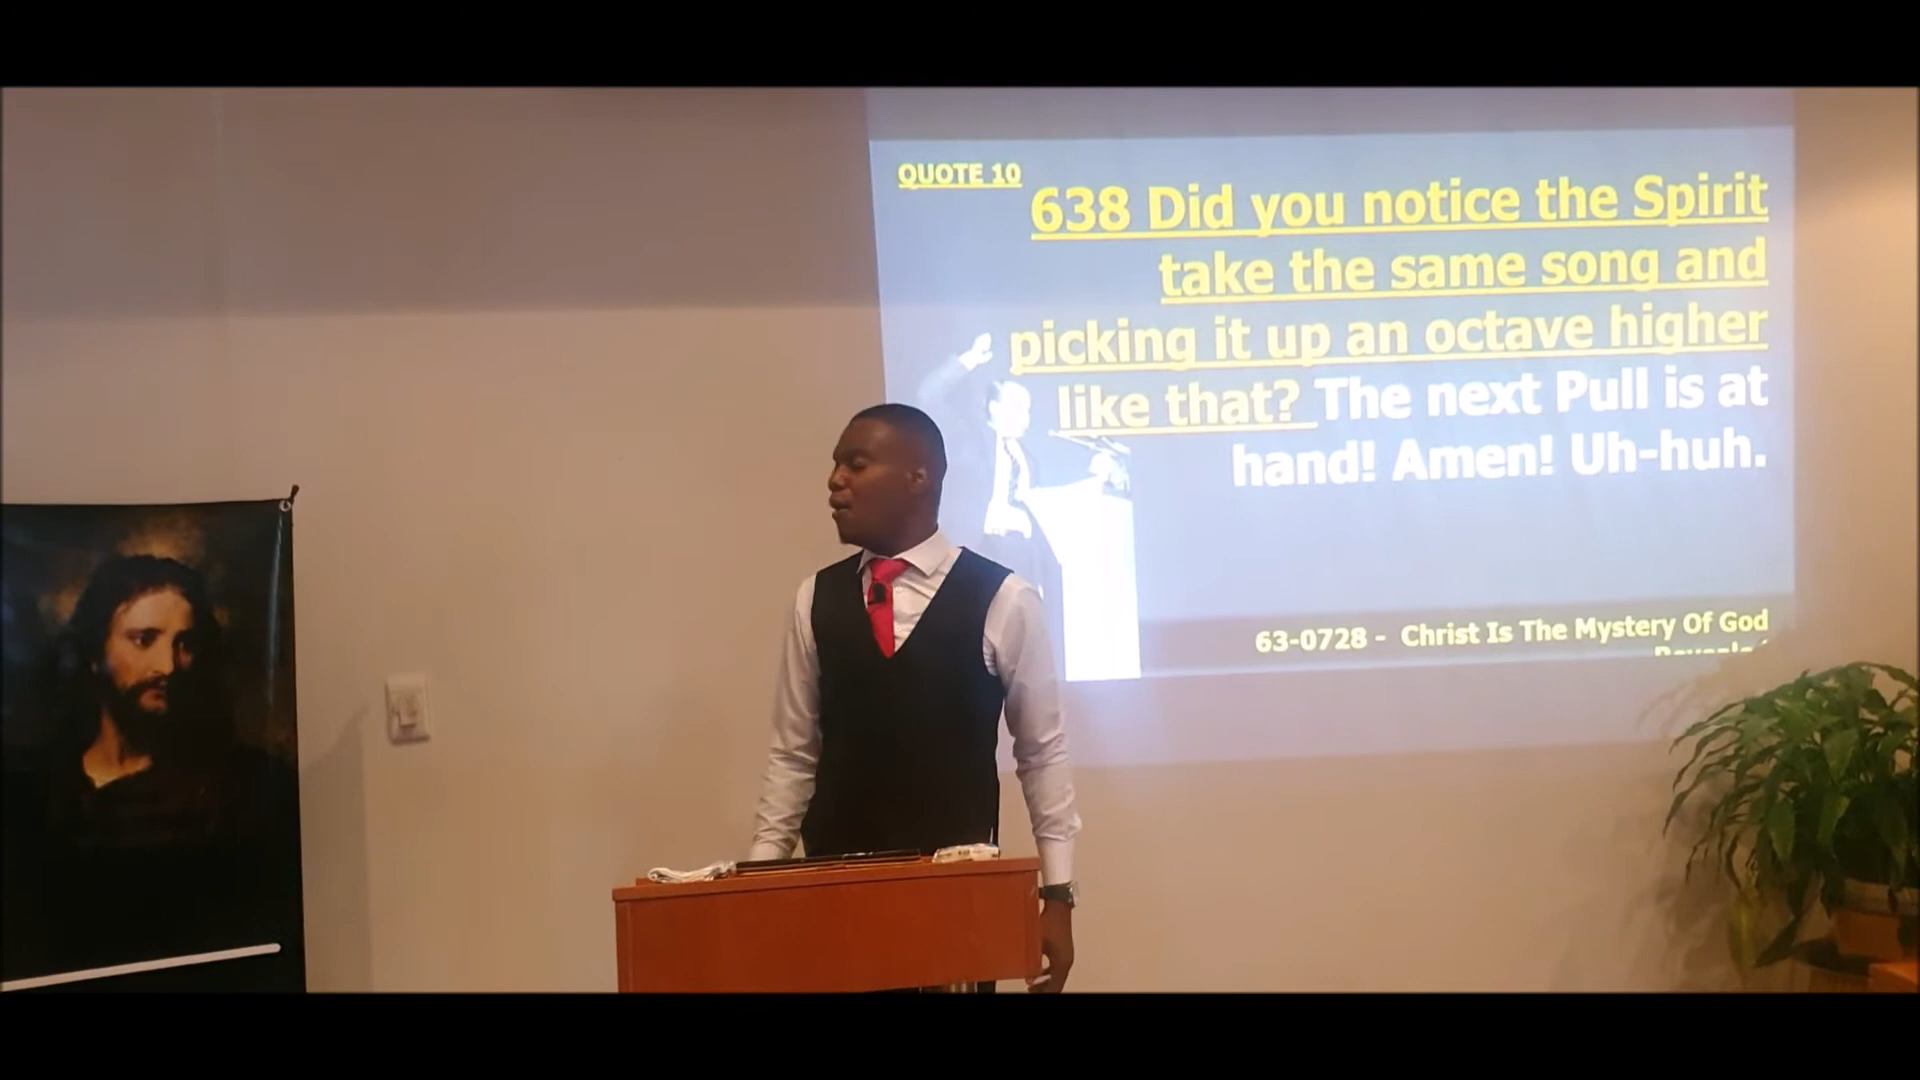 QUOTE 10
638 Did you notice the Spirit
take the same song and
picking it up an octave higher
like that? The next Pull is at
hand! Amen! Uh-huh.
63-0728 - Christ Is The Mystery Of God